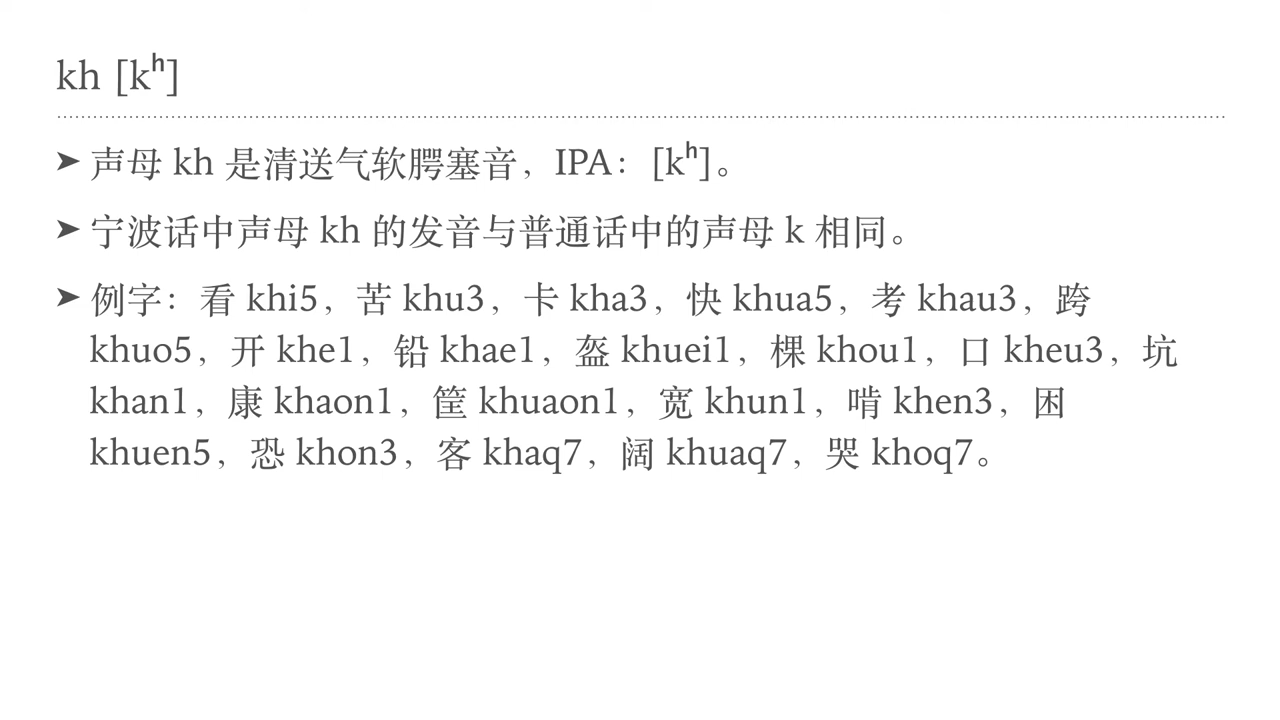 kh [kʰ]
➤ 声母 kh 是清送气软腭塞音，IPA：[kʰ]。
➤ 宁波话中声母 kh 的发音与普通话中的声母 k 相同。
➤ 例字：看 khi5，苦 khu3，卡 kha3，快 khua5，考 khau3，跨
khuo5，开 khe1，铅 khae1，盔 khuei1，棵 khou1，口 kheu3，坑
khan1，康 khaon1，筐 khuaon1，宽 khun1，啃 khen3，困
khuen5，恐 khon3，客 khaq7，阔 khuaq7，哭 khoq7。